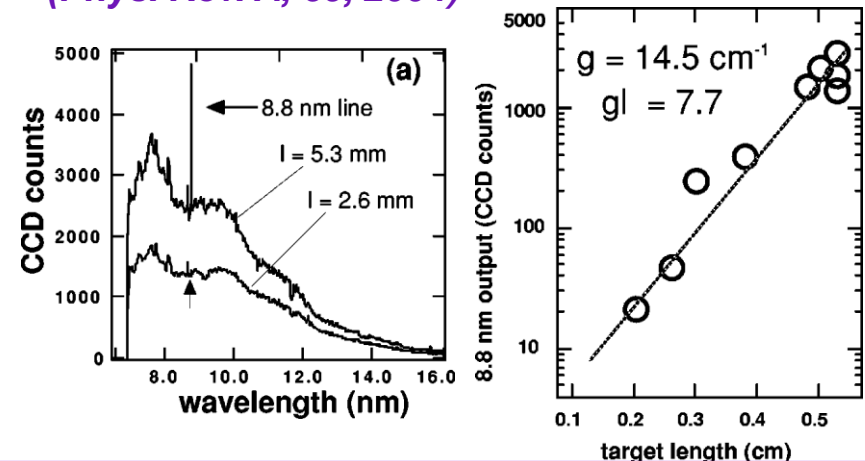 (Phys. Rev. A, 69, 2004)
5000
4000
3000
2000
1000
0
(a)
8.8 nm line
l = 5.3 mm
l = 2.6 mm
CCD counts
8.0 10.0 12.0 14.0 16.0
wavelength (nm)
5000
1000
100
10
g = 14.5 cm-1
gl = 7.7
8.8 nm output (CCD counts)
0.1 0.2 0.3 0.4 0.5
target length (cm)